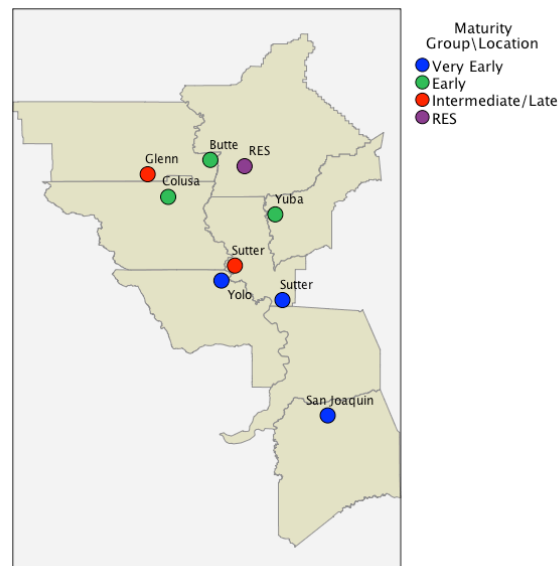 Maturity
Group\Location
Very Early
Early
Intermediate/Late
RES
Butte
RES
Glenn
Colusa
Yuba
Sutter
Yolo
Sutter
San Joaquin